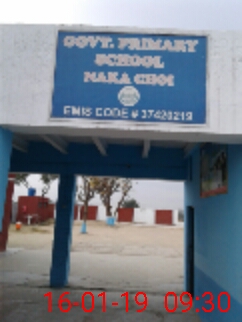 GOVT. PRIMARY
SCHOOL
NAKA CHOI
EMIS CODE # 37420219
16-01-19 09:30